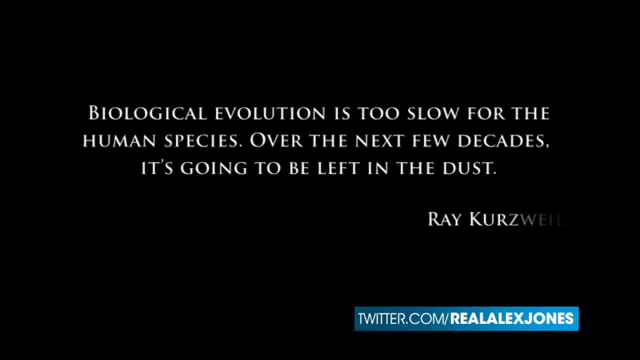 BIOLOGICAL EVOLUTION IS TOO SLOW FOR THE
HUMAN SPECIES. OVER THE NEXT FEW DECADES,
IT'S GOING TO BE LEFT IN THE DUST.
RAY KURZWEIL
TWITTER.COM/REALALEXJONES